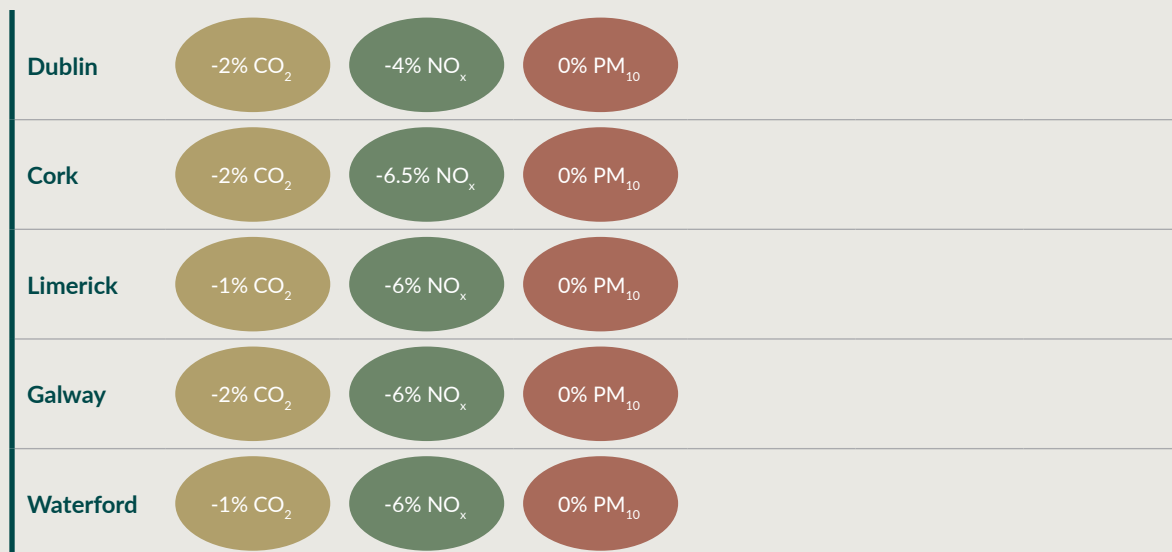 Dublin -2% CO₂ -4% NOₓ 0% PM₁₀
Cork -2% CO₂ -6.5% NOₓ 0% PM₁₀
Limerick -1% CO₂ -6% NOₓ 0% PM₁₀
Galway -2% CO₂ -6% NOₓ 0% PM₁₀
Waterford -1% CO₂ -6% NOₓ 0% PM₁₀